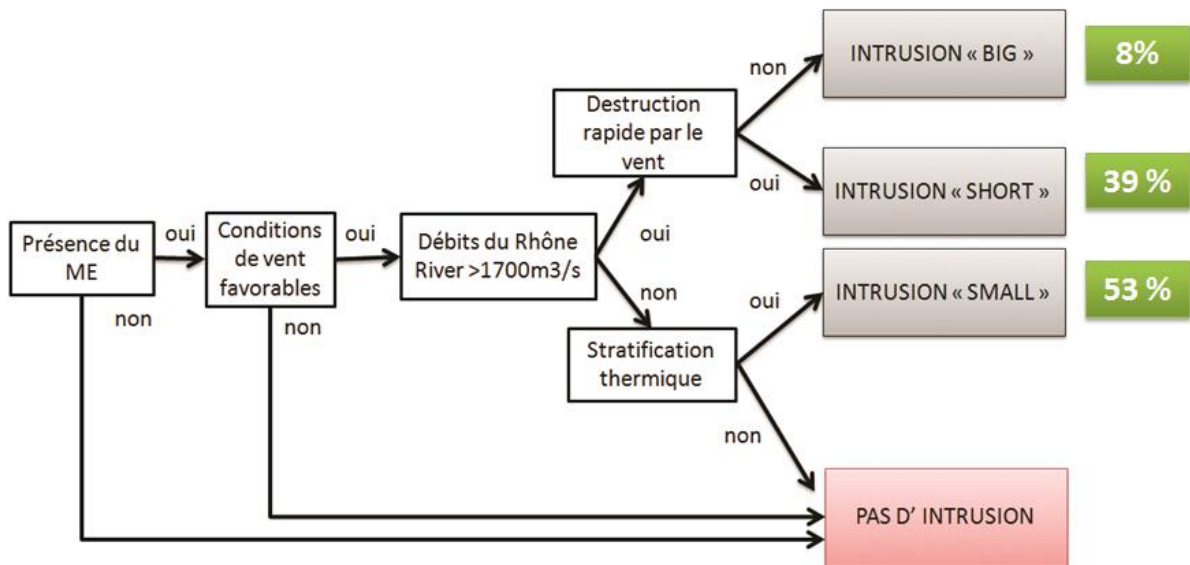 Présence du
ME
oui
non
Conditions
de vent
favorables
oui
non
Débits du Rhône
River >1700m3/s
oui
non
Destruction
rapide par le
vent
non
oui
Stratification
thermique
oui
non
INTRUSION « BIG »
8%
INTRUSION « SHORT »
39 %
INTRUSION « SMALL »
53 %
PAS D’ INTRUSION